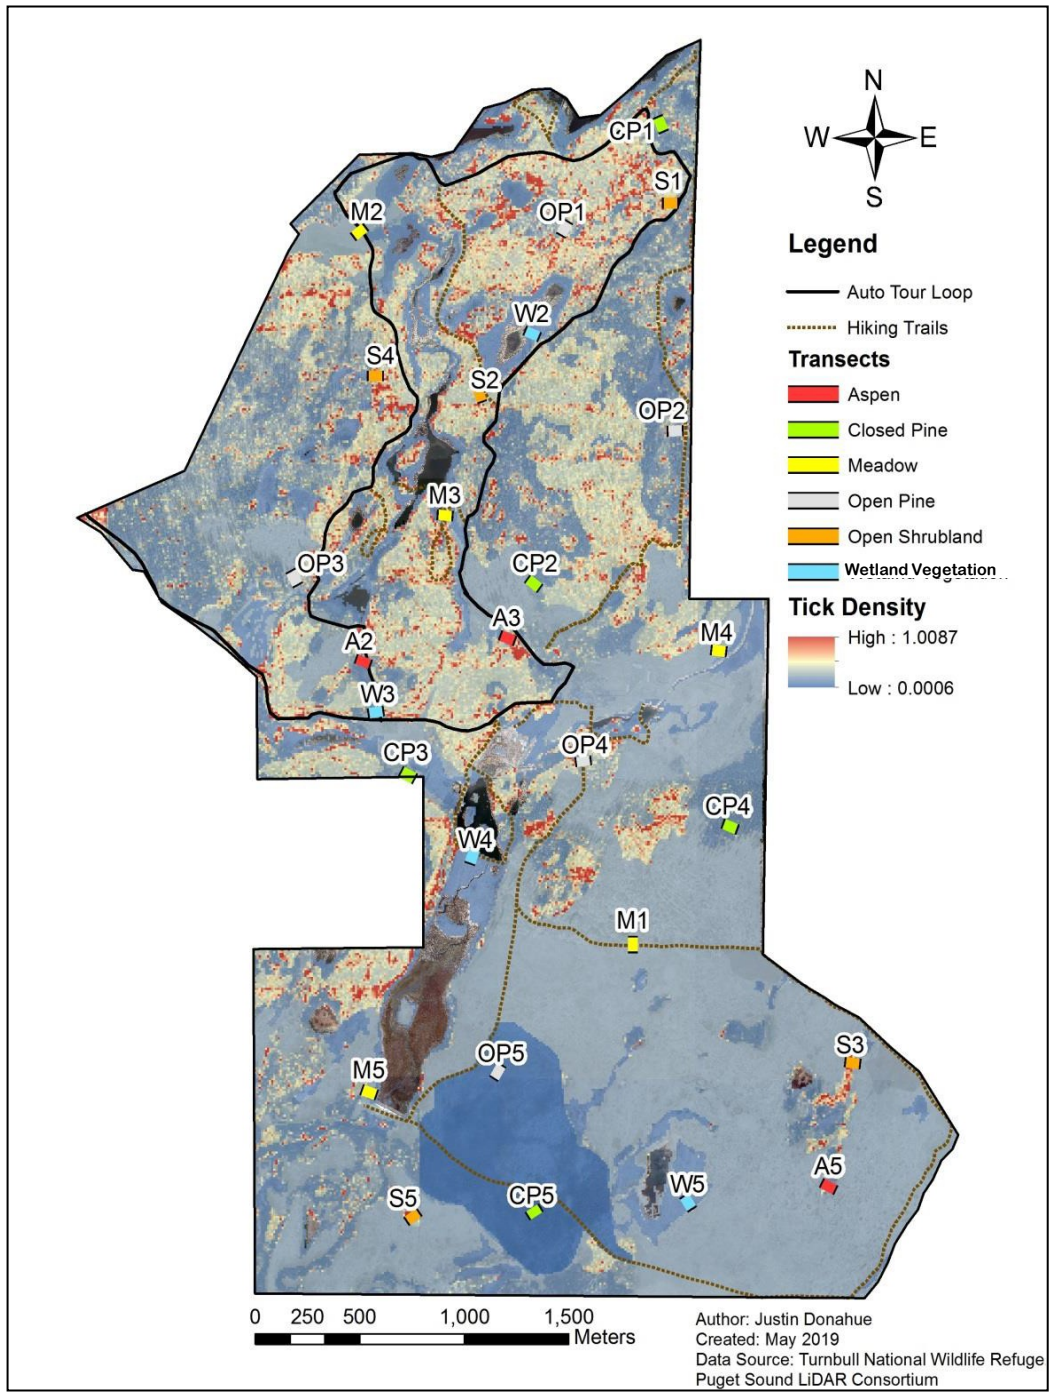 N
W E
S
CP1
S1
M2
OP1
W2
S4
S2
OP2
M3
CP2
OP3
A3
A2
M4
W3
CP3
OP4
CP4
W4
M1
S3
OP5
M5
A5
W5
S5
CP5
Legend
Auto Tour Loop
Hiking Trails
Transects
Aspen
Closed Pine
Meadow
Open Pine
Open Shrubland
Wetland Vegetation
Tick Density
High : 1.0087
Low : 0.0006
0 250 500 1,000 1,500
Meters
Author: Justin Donahue
Created: May 2019
Data Source: Turnbull National Wildlife Refuge
Puget Sound LiDAR Consortium